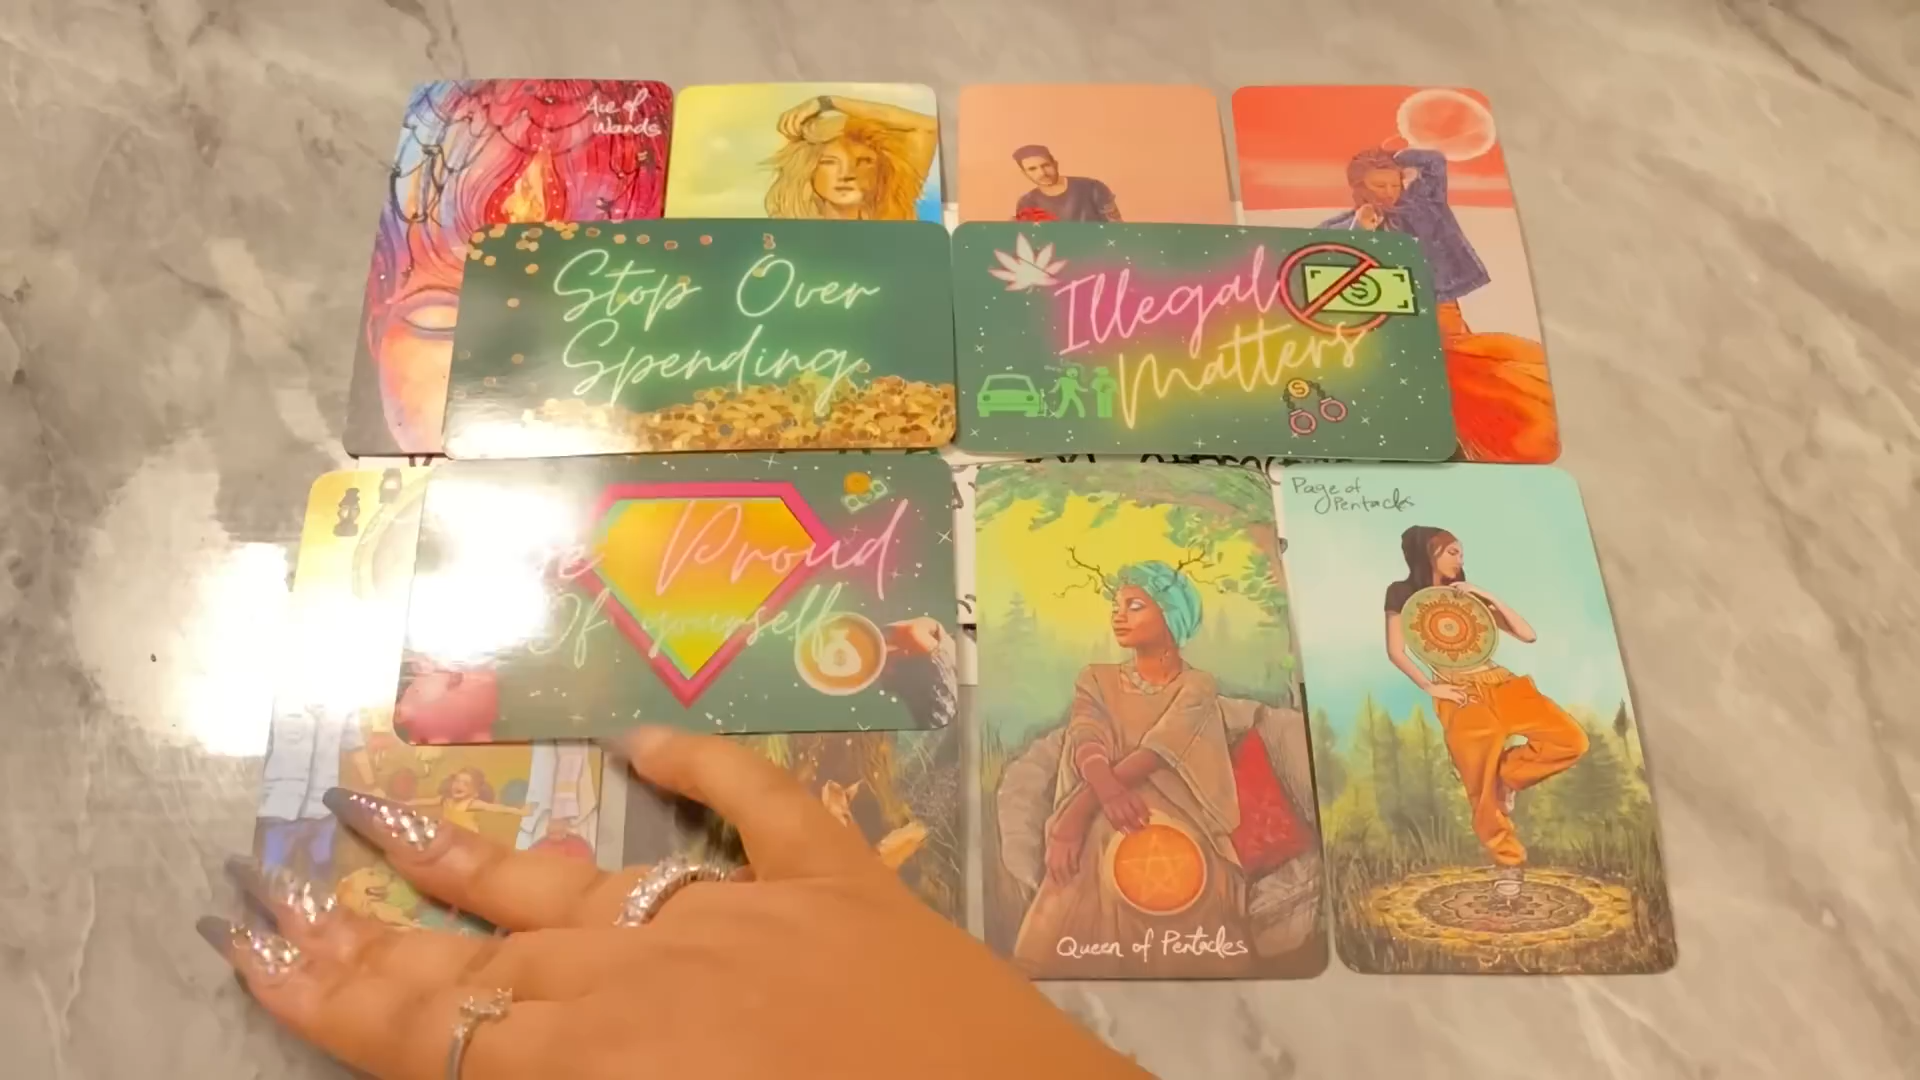 Ace of
Wands
Stop Over
Spending
Illegal
Matters
Proud
Of yourself
Queen of Pentacles
Page of
Pentacles